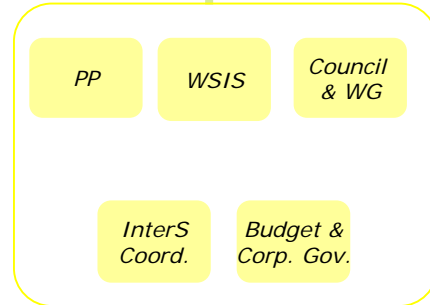 PP
WSIS
Council
& WG
InterS
Coord.
Budget &
Corp. Gov.